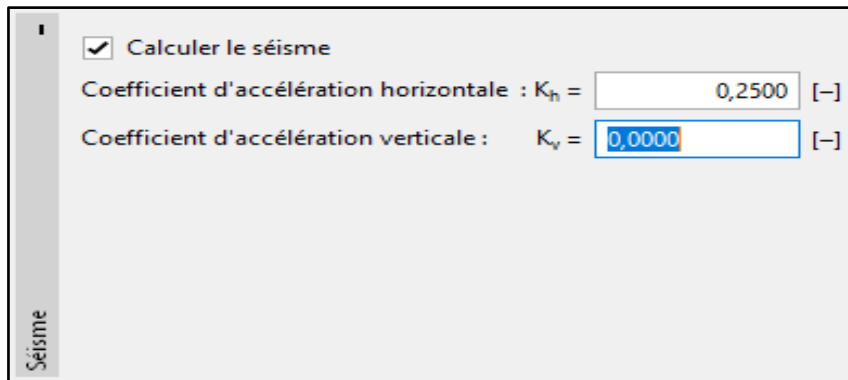 Calculer le séisme
Coefficient d'accélération horizontale : Kh = 0,2500 [–]
Coefficient d'accélération verticale : Kv = 0,0000 [–]
Séisme